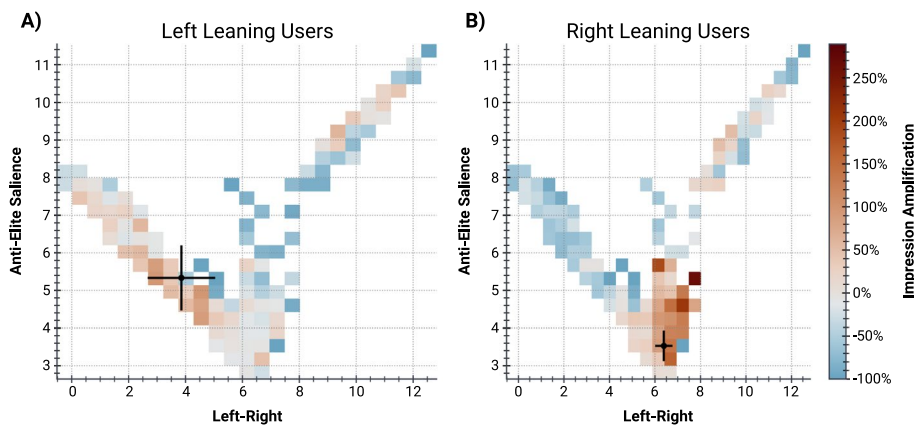 A)
Left Leaning Users
B)
Right Leaning Users
Anti-Elite Salience
11
10
9
8
7
6
5
4
3
0 2 4 6 8 10 12
Left-Right
Anti-Elite Salience
11
10
9
8
7
6
5
4
3
0 2 4 6 8 10 12
Left-Right
250%
200%
150%
100%
50%
0%
-50%
-100%
Impression Amplification